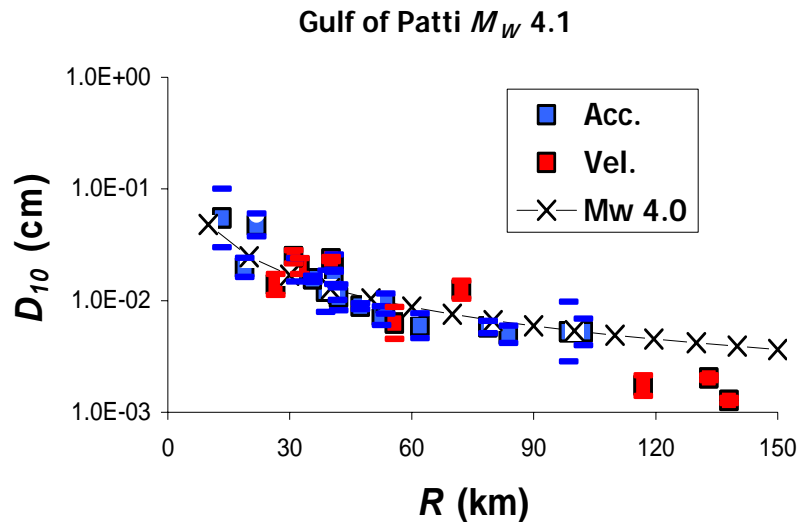 Gulf of Patti M_W 4.1
1.0E+00
1.0E-01
1.0E-02
1.0E-03
D10 (cm)
Acc.
Vel.
Mw 4.0
0 30 60 90 120 150
R (km)